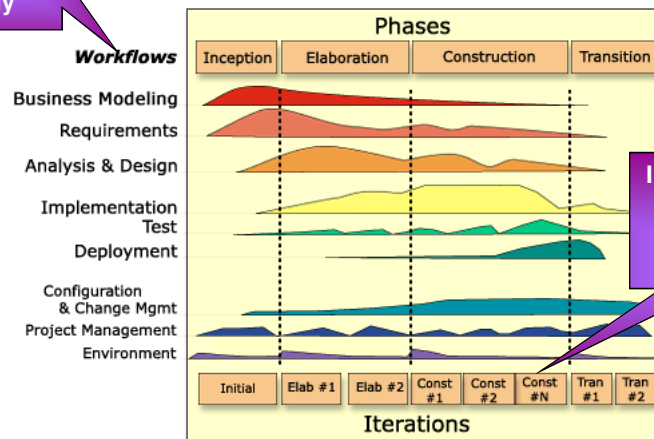 y
Phases
Workflows
Inception
Elaboration
Construction
Transition
Business Modeling
Requirements
Analysis & Design
Implementation
Test
Deployment
Configuration
& Change Mgmt
Project Management
Environment
Initial
Elab #1
Elab #2
Const
#1
Const
#2
Const
#N
Tran
#1
Tran
#2
Iterations